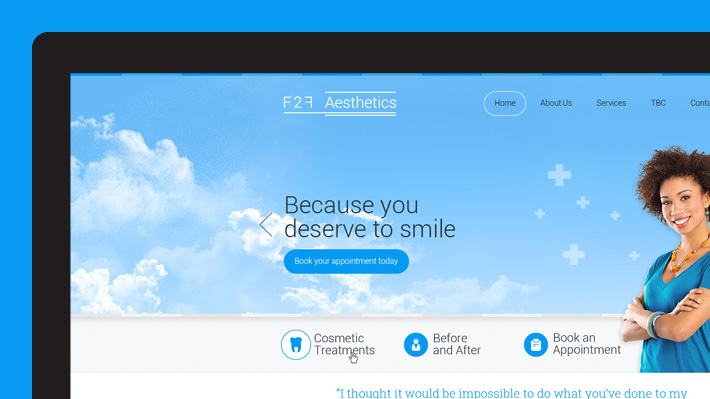 F2F Aesthetics
Home About Us Services TBC Conta
Because you
deserve to smile
Book your appointment today
Cosmetic
Treatments
Before
and After
Book an
Appointment
“I thought it would be impossible to do what you’ve done to my